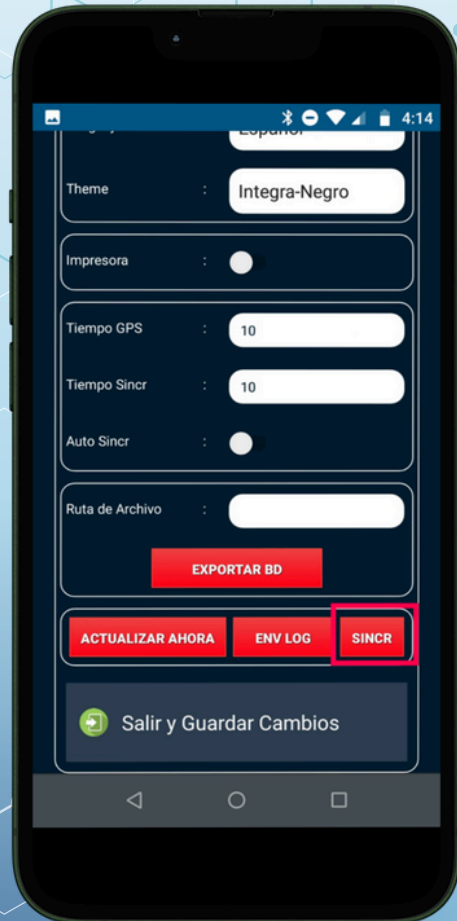 4:14
Español
Theme : Integra-Negro
Impresora :
Tiempo GPS : 10
Tiempo Sincr : 10
Auto Sincr :
Ruta de Archivo :
EXPORTAR BD
ACTUALIZAR AHORA ENV LOG SINCR
Salir y Guardar Cambios